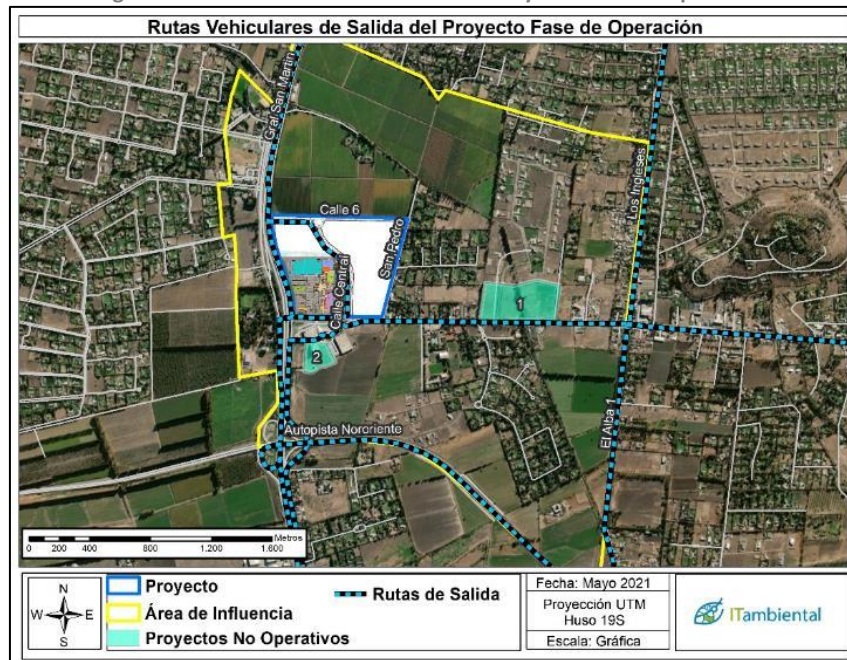 Rutas Vehiculares de Salida del Proyecto Fase de Operación
Gral San Martín
Los Ingleses
Calle 6
San Pedro
Calle Central
1
2
El Alba 1
Autopista Nororiente
Metros
0 200 400 800 1.200 1.600
N
W E
S
Proyecto
Área de Influencia
Proyectos No Operativos
Rutas de Salida
Fecha: Mayo 2021
Proyección UTM
Huso 19S
Escala: Gráfica
ITambiental